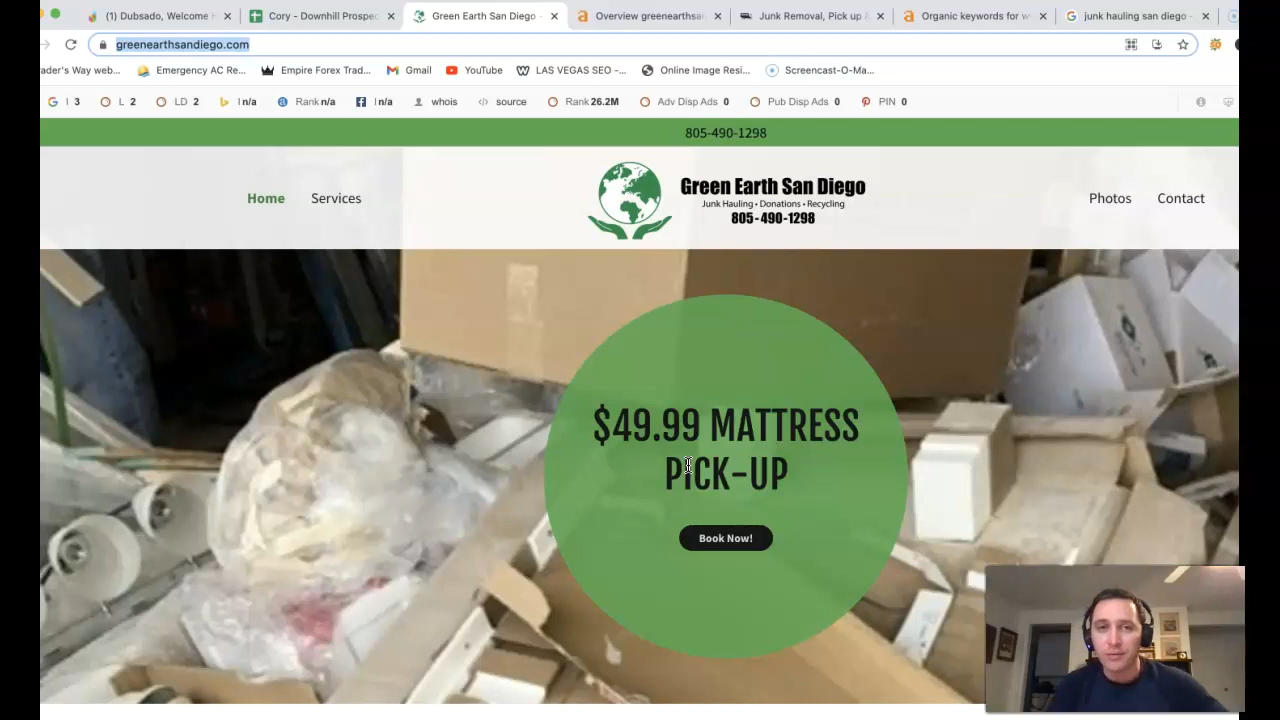 (1) Dubsado, Welcome
Cory - Downhill Prospec
Green Earth San Diego -
Overview greenearthsan
Junk Removal, Pick up
Organic keywords for w
junk hauling san diego -
greenearthsandiego.com
ader's Way web...
Emergency AC Re...
Empire Forex Trad...
Gmail
YouTube
LAS VEGAS SEO -...
Online Image Resi...
Screencast-O-Ma...
I 3
L 2
LD 2
I n/a
Rank n/a
I n/a
whois
source
Rank 26.2M
Adv Disp Ads 0
Pub Disp Ads 0
PIN 0
805-490-1298
Home
Services
Green Earth San Diego
Junk Hauling • Donations • Recycling
805-490-1298
Photos
Contact
$49.99 MATTRESS
PICK-UP
Book Now!